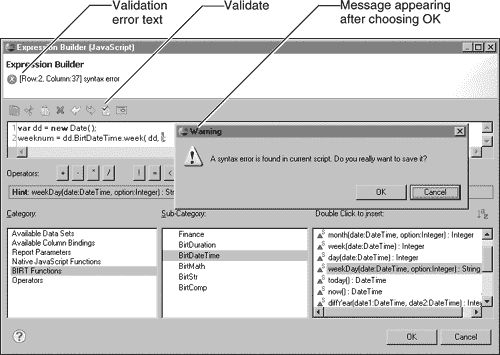 Validation
error text
Validate
Message appearing
after choosing OK
Expression Builder (JavaScript)
Expression Builder
[Row:2, Column:37] syntax error
1 var dd = new Date( );
2 weeknum = dd.BirtDateTime.week( dd, );
Warning
A syntax error is found in current script. Do you really want to save it?
OK
Cancel
Operators:
+ - * / ! = <
Hint: weekDay(date:DateTime, option:Integer) : Str
Category:
Sub-Category:
Double Click to insert:
Available Data Sets
Available Column Bindings
Report Parameters
Native JavaScript Functions
BIRT Functions
Operators
Finance
BirtDuration
BirtDateTime
BirtMath
BirtStr
BirtComp
month(date:DateTime, option:Integer) : String
week(date:DateTime) : Integer
day(date:DateTime) : Integer
weekDay(date:DateTime, option:Integer) : String
today() : DateTime
now() : DateTime
diffYear(date1:DateTime, date2:DateTime) : Integer
OK
Cancel